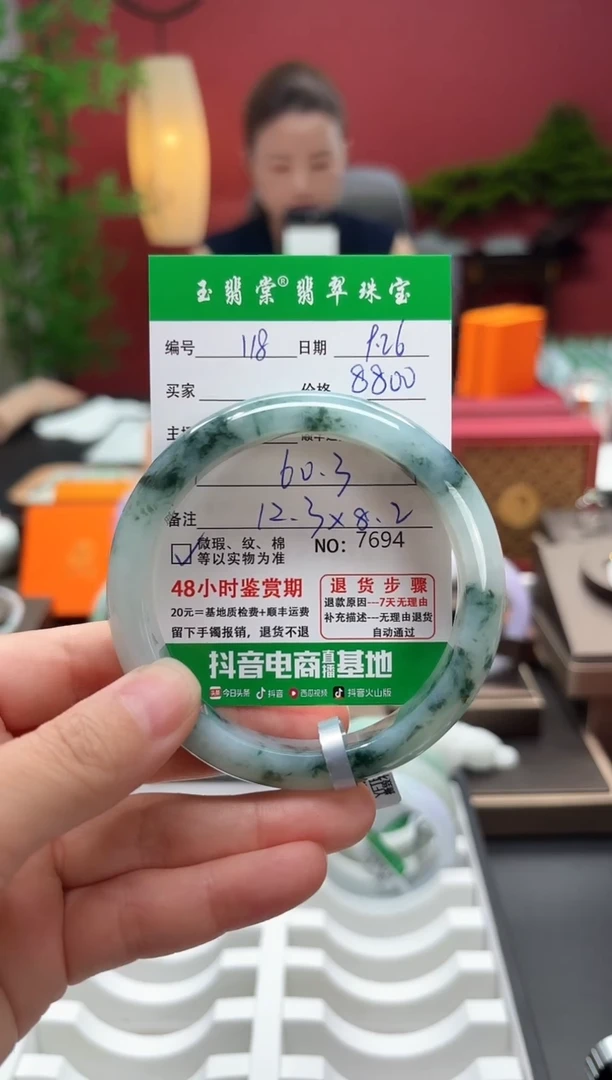 玉翡棠®翡翠珠宝
编号 118 日期 9.26
买家 价格 8800
60.3
备注 12.3×8.2
微瑕、纹、棉
等以实物为准
NO: 7694
48小时鉴赏期
20元=基地质检费+顺丰运费
留下手镯报销，退货不退
退货步骤
退款原因---7天无理由
补充描述---无理由退货
自动通过
抖音电商直播基地
头条 今日头条 抖音 西瓜视频 抖音火山版